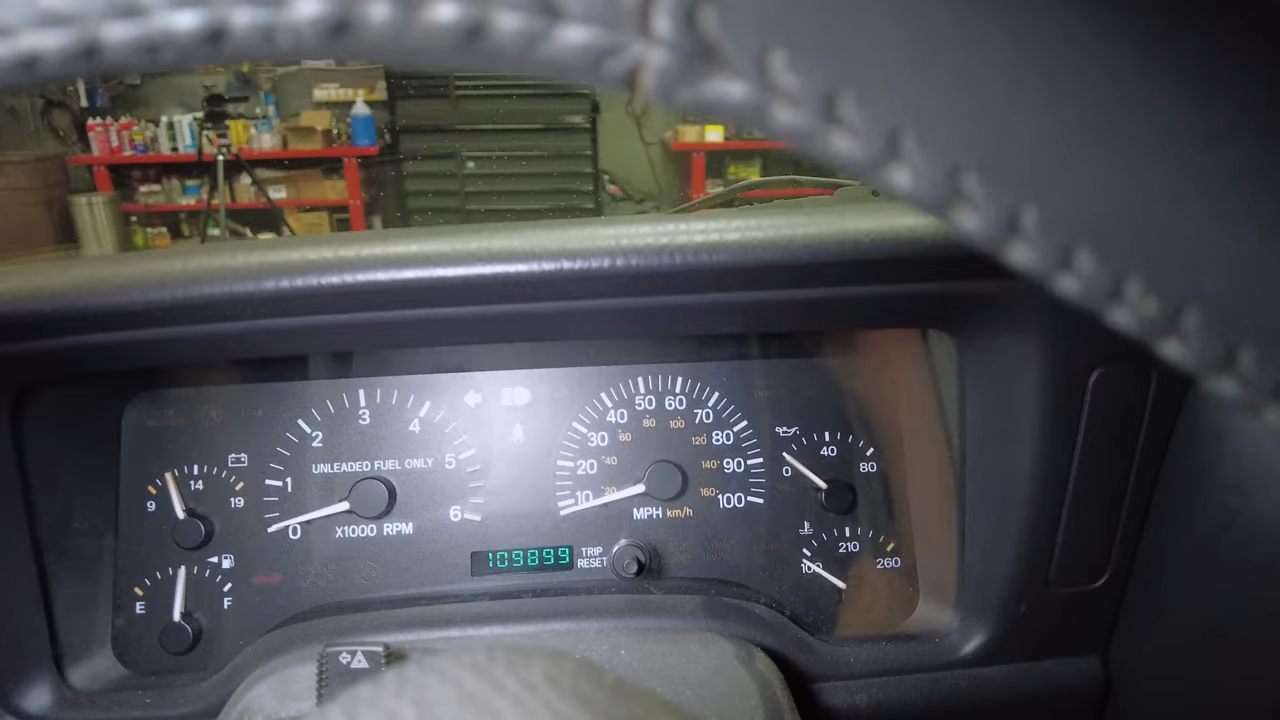 9 14 19
E F
0 1 2 3 4 5 6
UNLEADED FUEL ONLY
X1000 RPM
10 20 30 40 50 60 70 80 90 100
20 40 60 80 100 120 140 160
MPH km/h
109899
TRIP
RESET
0 40 80
100 210 260